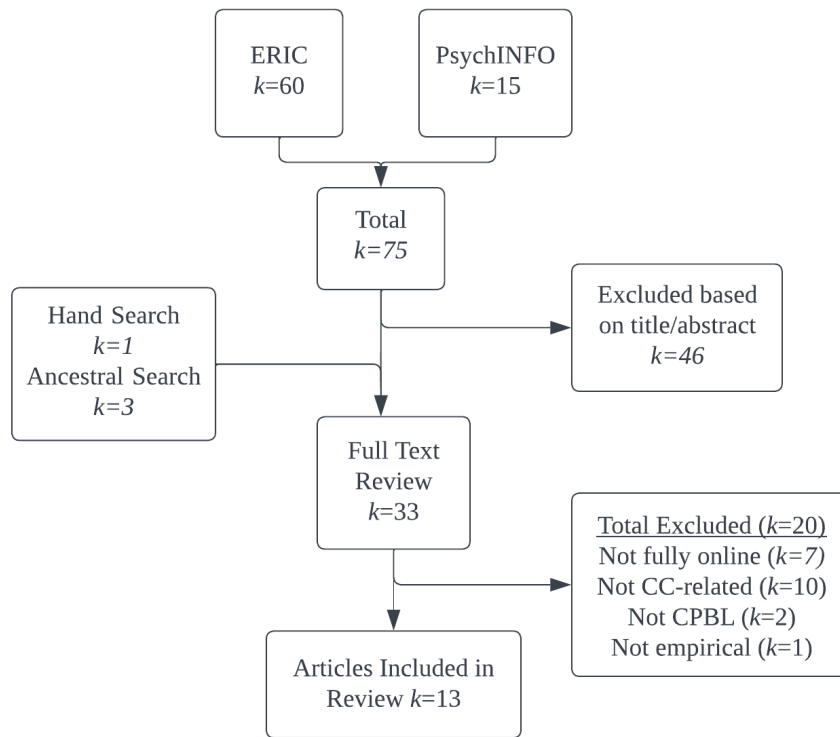 ERIC
k=60
PsychINFO
k=15
Total
k=75
Hand Search
k=1
Ancestral Search
k=3
Excluded based
on title/abstract
k=46
Full Text
Review
k=33
Total Excluded (k=20)
Not fully online (k=7)
Not CC-related (k=10)
Not CPBL (k=2)
Not empirical (k=1)
Articles Included in
Review k=13